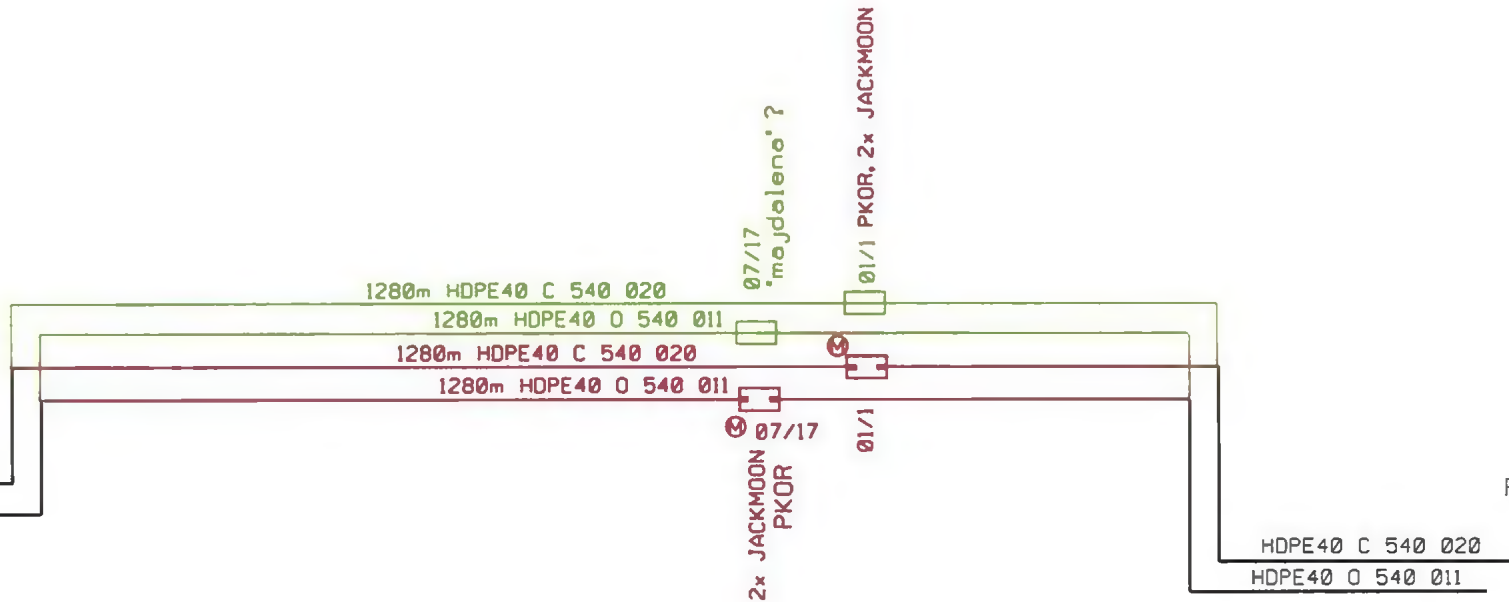 01/1 PKOR, 2x JACKMOON
07/17
"majdaleno" ?
1280m HDPE40 C 540 020
1280m HDPE40 O 540 011
1280m HDPE40 C 540 020
M
1280m HDPE40 O 540 011
M 07/17
01/1
2x JACKMOON
PKOR
HDPE40 C 540 020
HDPE40 O 540 011